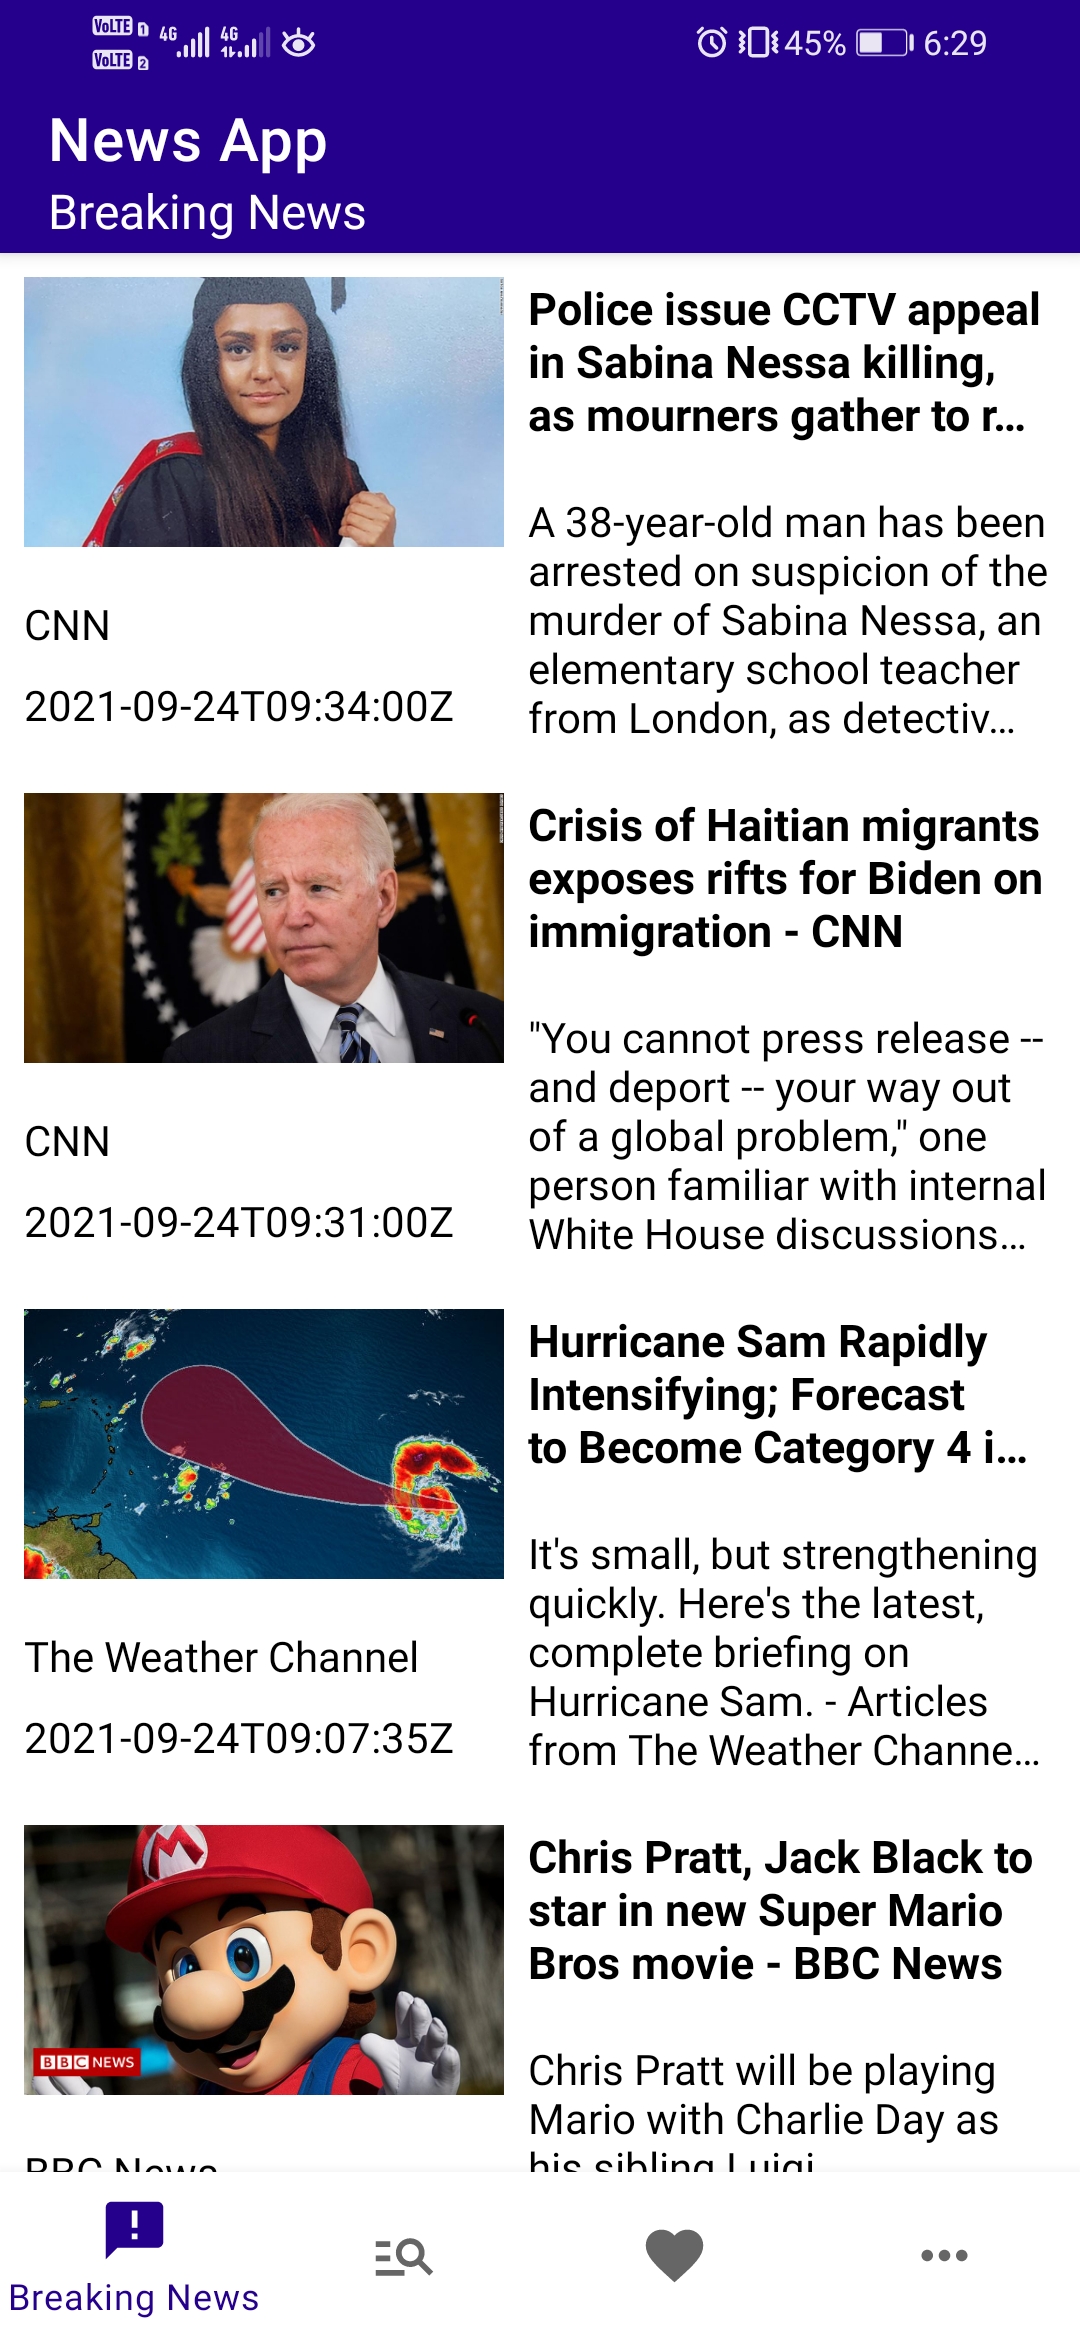 VoLTE 1 4G 4G 45% 6:29
VoLTE 2
News App
Breaking News
Police issue CCTV appeal
in Sabina Nessa killing,
as mourners gather to r...
A 38-year-old man has been
arrested on suspicion of the
murder of Sabina Nessa, an
elementary school teacher
from London, as detectiv...
CNN
2021-09-24T09:34:00Z
Crisis of Haitian migrants
exposes rifts for Biden on
immigration - CNN
"You cannot press release --
and deport -- your way out
of a global problem," one
person familiar with internal
White House discussions...
CNN
2021-09-24T09:31:00Z
Hurricane Sam Rapidly
Intensifying; Forecast
to Become Category 4 i...
It's small, but strengthening
quickly. Here's the latest,
complete briefing on
Hurricane Sam. - Articles
from The Weather Channe...
The Weather Channel
2021-09-24T09:07:35Z
Chris Pratt, Jack Black to
star in new Super Mario
Bros movie - BBC News
M
BBC NEWS
Chris Pratt will be playing
Mario with Charlie Day as
his sibling Luigi
BBC News
Breaking News